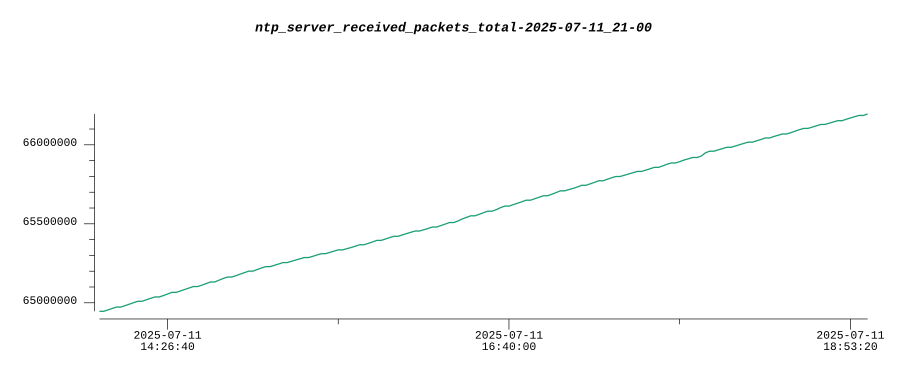 ntp_server_received_packets_total-2025-07-11_21-00
66000000
65500000
65000000
2025-07-11 2025-07-11 2025-07-11
14:26:40 16:40:00 18:53:20